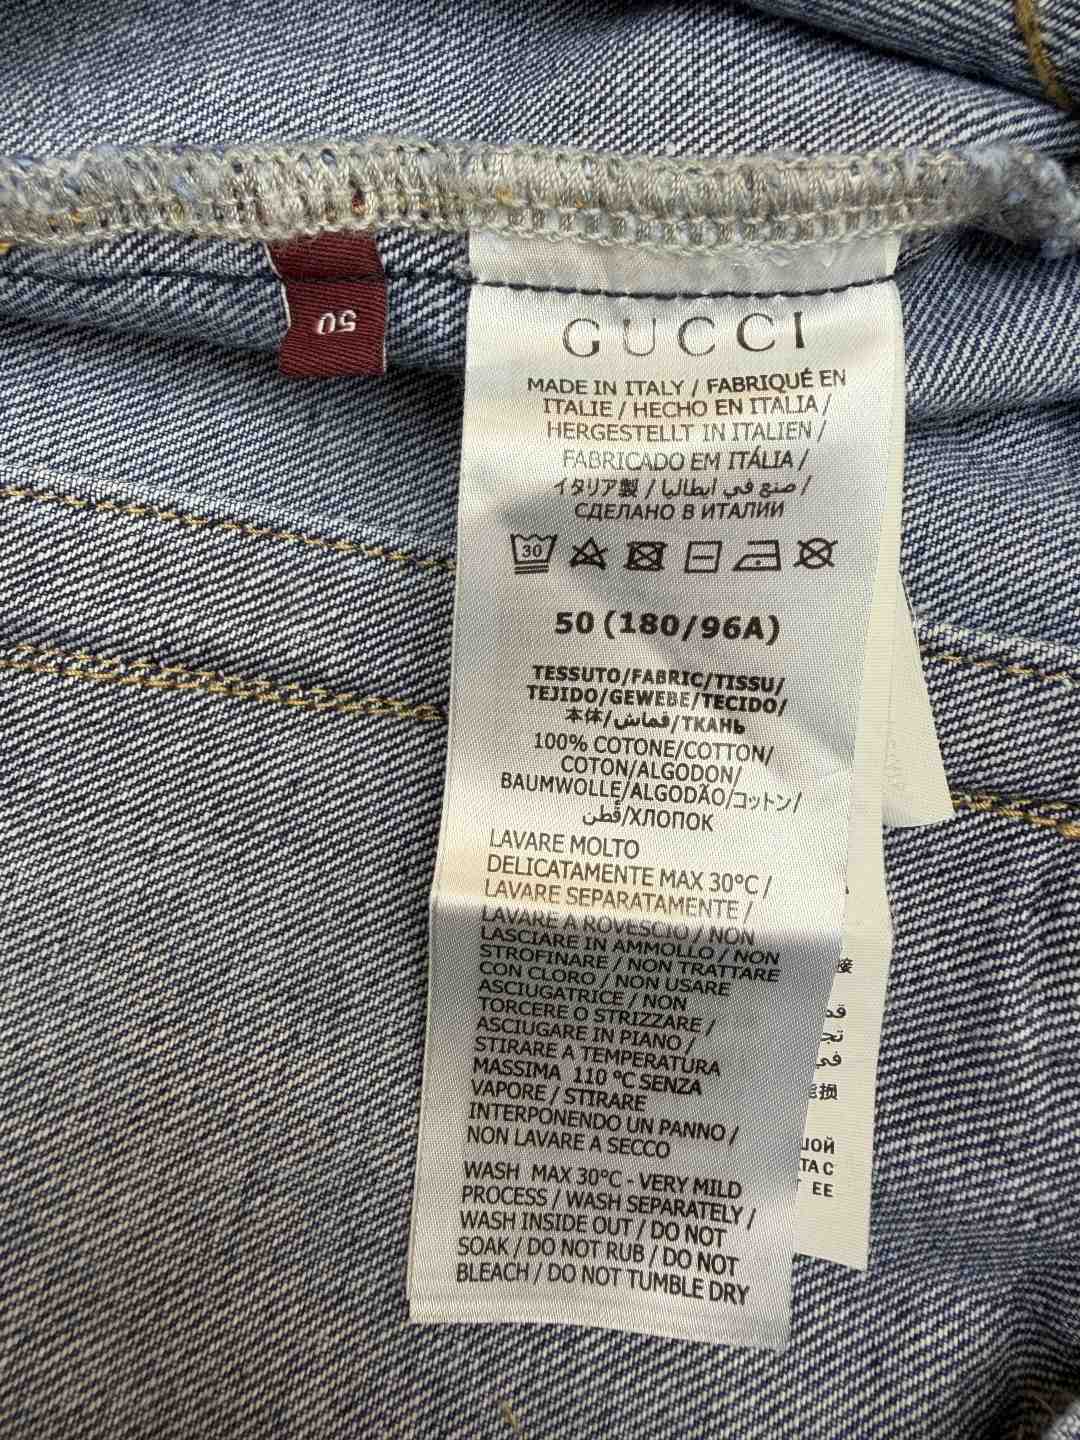 50
GUCCI
MADE IN ITALY / FABRIQUÉ EN
ITALIE / HECHO EN ITALIA /
HERGESTELLT IN ITALIEN /
FABRICADO EM ITÁLIA /
イタリア製 / صنع في ايطاليا /
СДЕЛАНО В ИТАЛИИ
30
50 (180/96A)
TESSUTO/FABRIC/TISSU/
TEJIDO/GEWEBE/TECIDO/
本体/قماش/ТКАНЬ
100% COTONE/COTTON/
COTON/ALGODON/
BAUMWOLLE/ALGODÃO/コットン/
قُطن/ХЛОПОК
LAVARE MOLTO
DELICATAMENTE MAX 30°C /
LAVARE SEPARATAMENTE /
LAVARE A ROVESCIO / NON
LASCIARE IN AMMOLLO / NON
STROFINARE / NON TRATTARE
CON CLORO / NON USARE
ASCIUGATRICE / NON
TORCERE O STRIZZARE /
ASCIUGARE IN PIANO /
STIRARE A TEMPERATURA
MASSIMA 110 °C SENZA
VAPORE / STIRARE
INTERPONENDO UN PANNO /
NON LAVARE A SECCO
WASH MAX 30°C - VERY MILD
PROCESS / WASH SEPARATELY /
WASH INSIDE OUT / DO NOT
SOAK / DO NOT RUB / DO NOT
BLEACH / DO NOT TUMBLE DRY
في
损
ТА С
ЕЕ